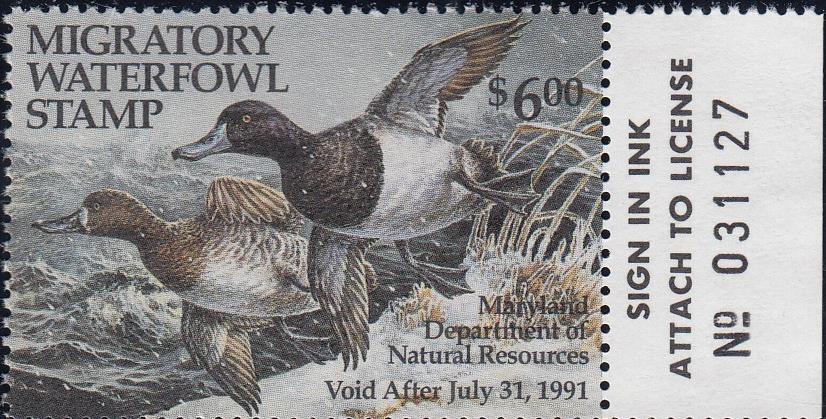 MIGRATORY
WATERFOWL
STAMP
$6.00
Maryland
Department of
Natural Resources
Void After July 31, 1991
SIGN IN INK
ATTACH TO LICENSE
Nº 031127